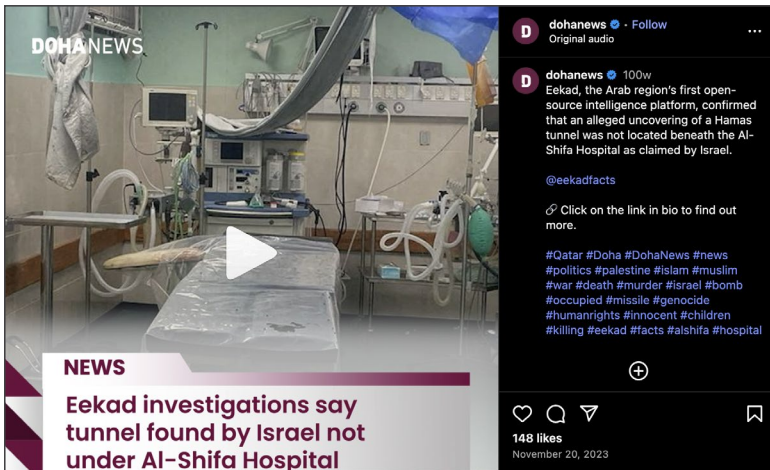 DOHANEWS
NEWS
Eekad investigations say
tunnel found by Israel not
under Al-Shifa Hospital
dohanews · Follow
Original audio
dohanews 100w
Eekad, the Arab region's first open-
source intelligence platform, confirmed
that an alleged uncovering of a Hamas
tunnel was not located beneath the Al-
Shifa Hospital as claimed by Israel.
@eekadfacts
🔗 Click on the link in bio to find out
more.
#Qatar #Doha #DohaNews #news
#politics #palestine #islam #muslim
#war #death #murder #israel #bomb
#occupied #missile #genocide
#humanrights #innocent #children
#killing #eekad #facts #alshifa #hospital
148 likes
November 20, 2023